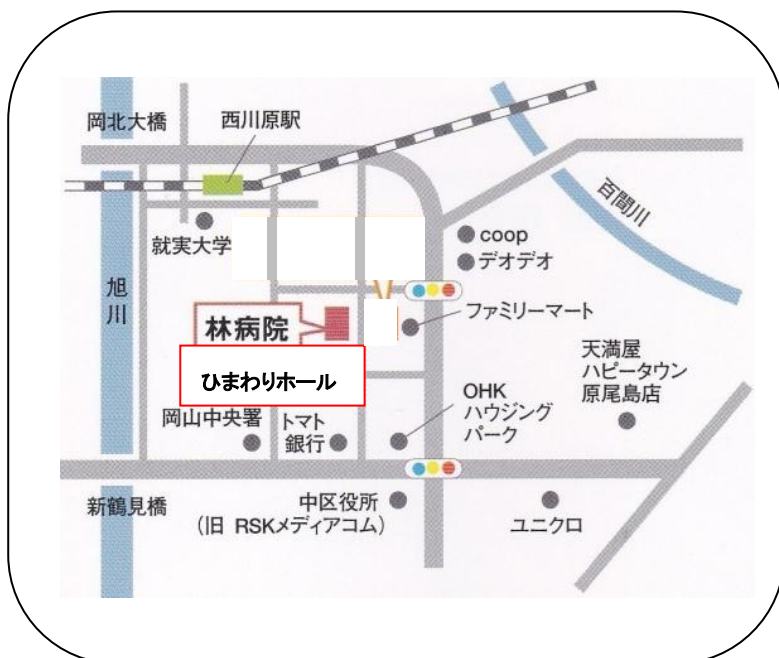 岡北大橋
西川原駅
百間川
就実大学
coop
デオデオ
旭川
ファミリーマート
林病院
ひまわりホール
天満屋
ハピータウン
原尾島店
OHK
ハウジング
パーク
岡山中央署
トマト
銀行
新鶴見橋
中区役所
(旧 RSKメディアコム)
ユニクロ